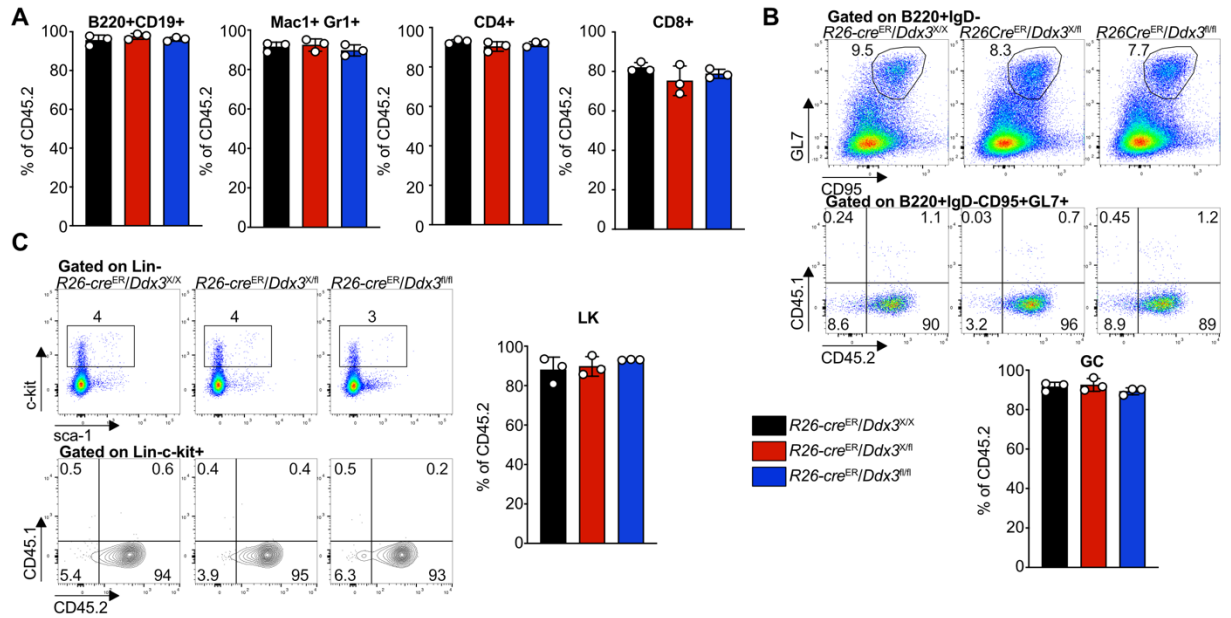 A
B220+CD19+
Mac1+ Gr1+
CD4+
CD8+
% of CD45.2
100
80
60
40
20
0
% of CD45.2
100
80
60
40
20
0
% of CD45.2
100
80
60
40
20
0
% of CD45.2
100
80
60
40
20
0
B
Gated on B220+IgD-
R26-creER/Ddx3X/X
R26CreER/Ddx3X/fl
R26CreER/Ddx3fl/fl
9.5
8.3
7.7
GL7
CD95
Gated on B220+IgD-CD95+GL7+
0.24 1.1
0.03 0.7
0.45 1.2
8.6 90
3.2 96
8.9 89
CD45.1
CD45.2
GC
% of CD45.2
100
80
60
40
20
0
C
Gated on Lin-
R26-creER/Ddx3X/X
R26-creER/Ddx3X/fl
R26-creER/Ddx3fl/fl
4
4
3
c-kit
sca-1
Gated on Lin-c-kit+
0.5 0.6
0.4 0.4
0.5 0.2
5.4 94
3.9 95
6.3 93
CD45.1
CD45.2
LK
% of CD45.2
100
80
60
40
20
0
R26-creER/Ddx3X/X
R26-creER/Ddx3X/fl
R26-creER/Ddx3fl/fl